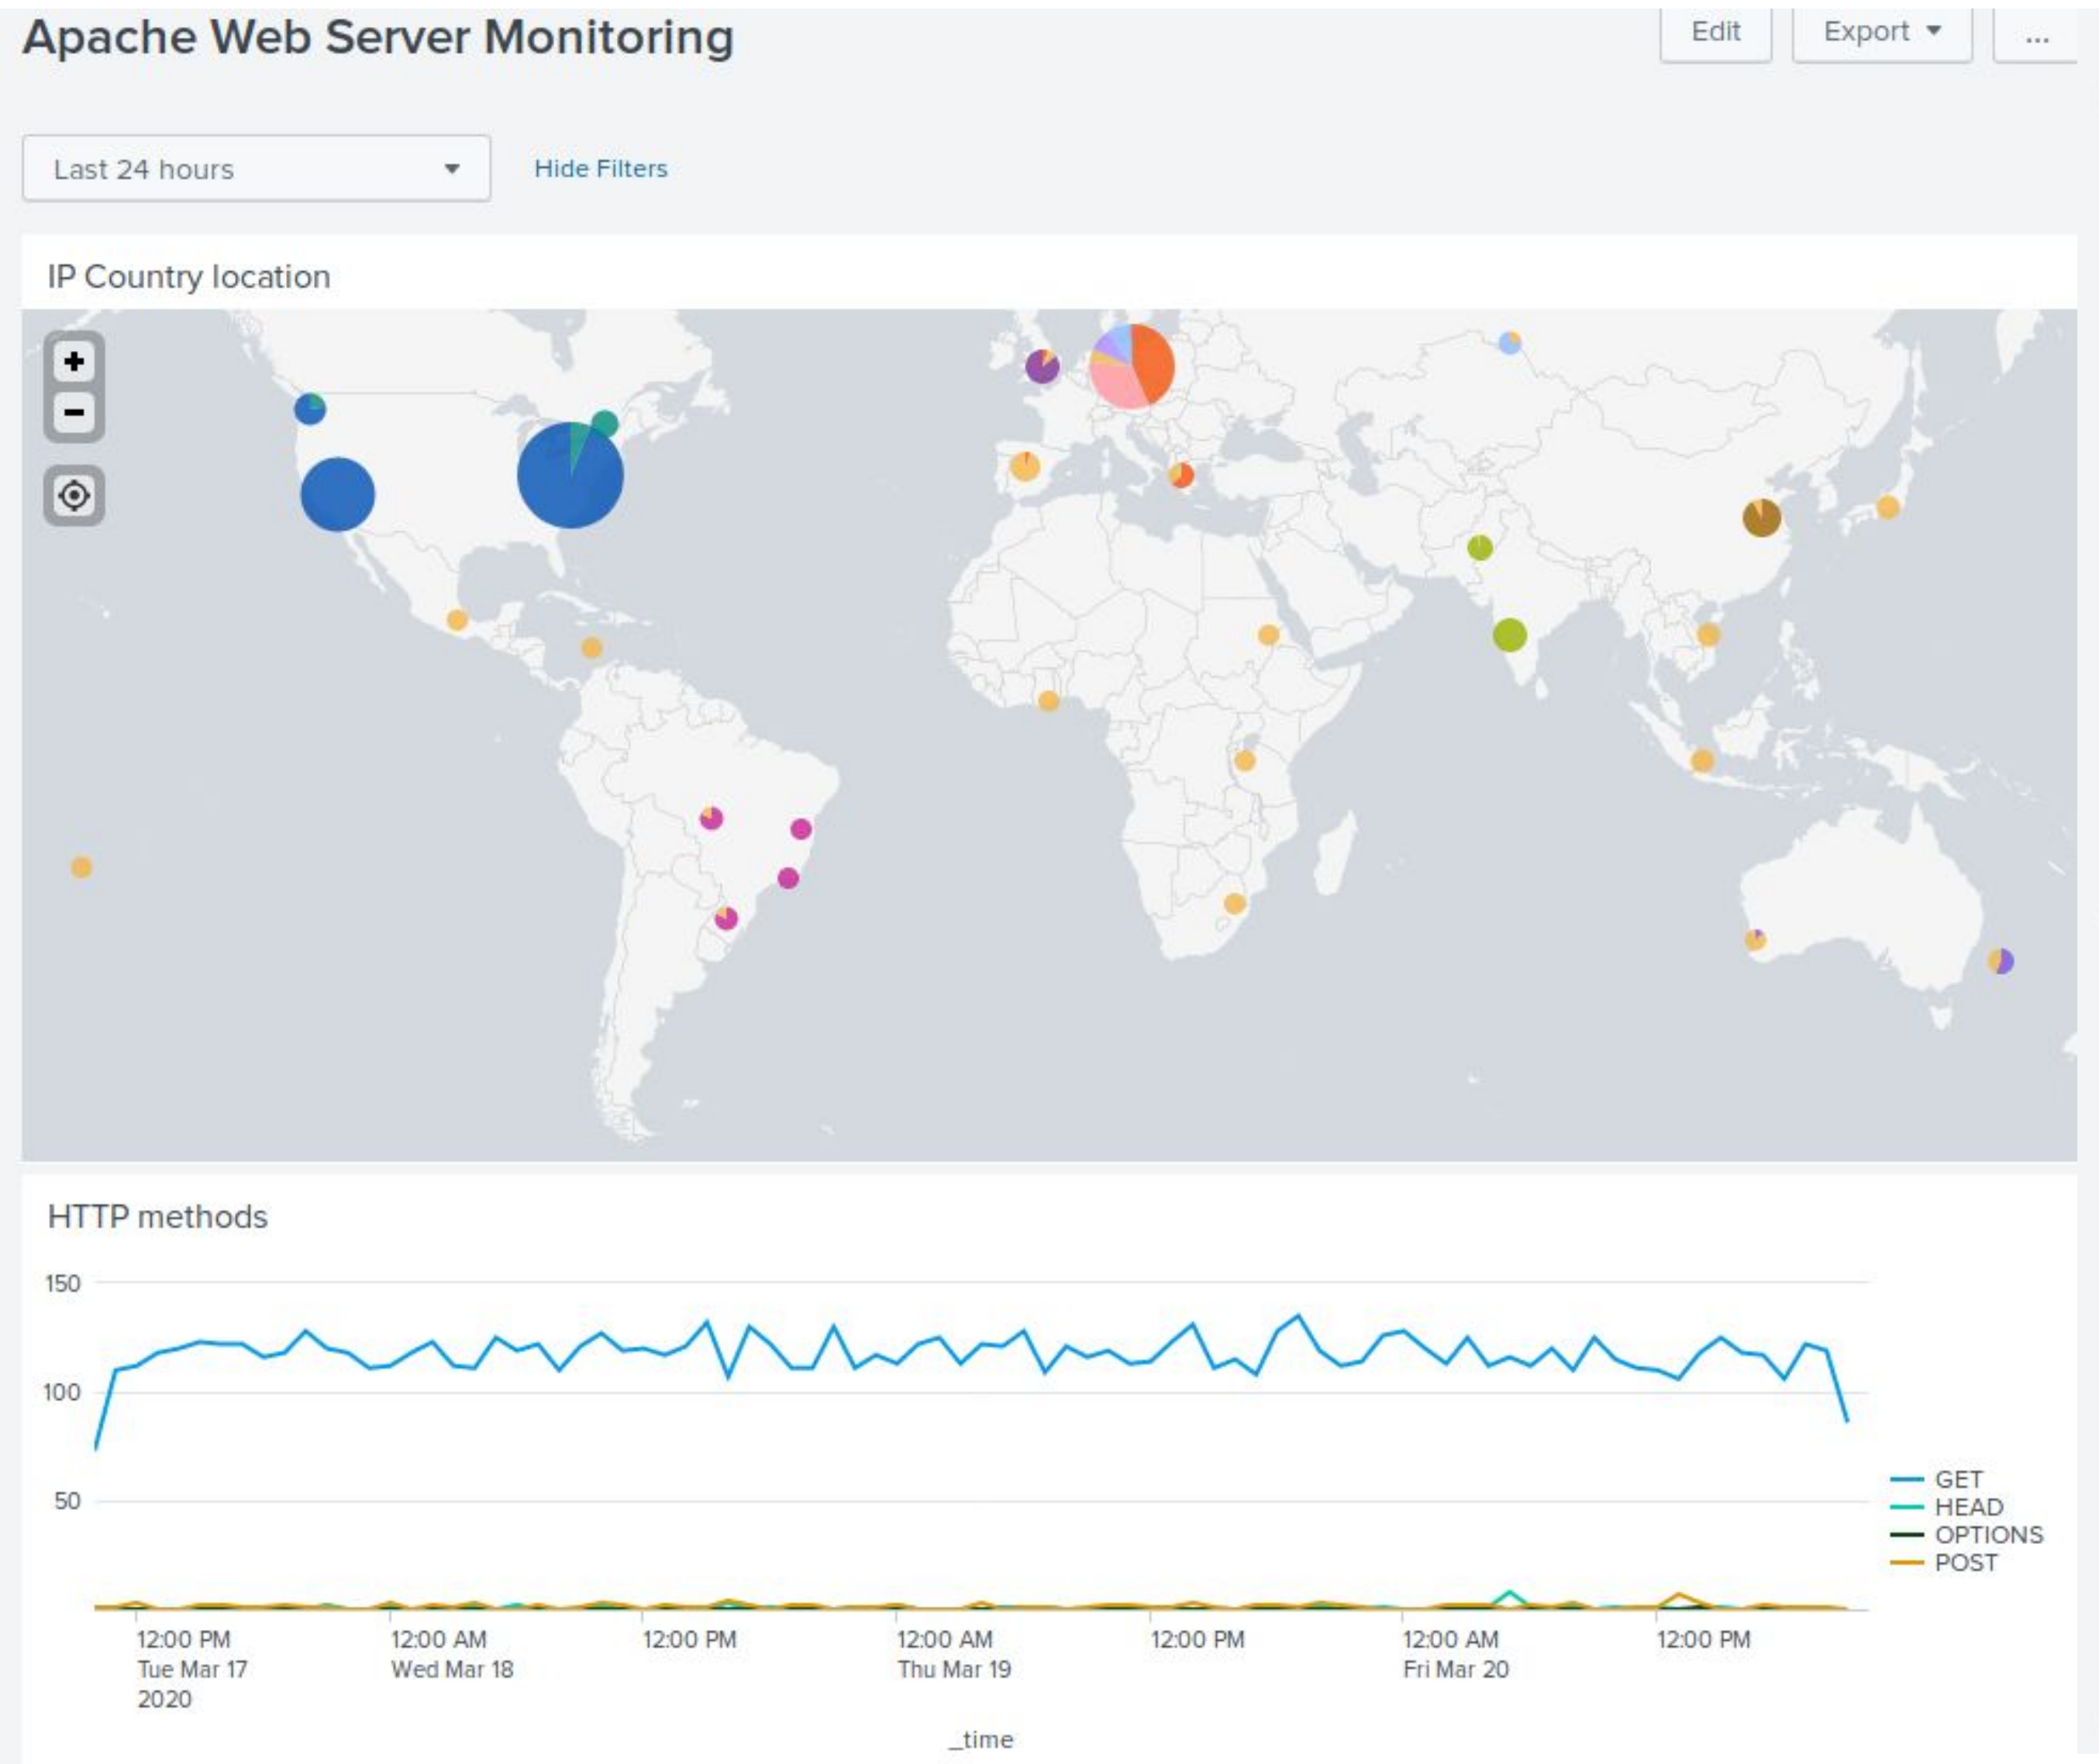 Apache Web Server Monitoring
Edit
Export
...
Last 24 hours
Hide Filters
IP Country location
+
−
HTTP methods
150
100
50
GET
HEAD
OPTIONS
POST
12:00 PM 12:00 AM 12:00 PM 12:00 AM 12:00 PM 12:00 AM 12:00 PM
Tue Mar 17 Wed Mar 18 Thu Mar 19 Fri Mar 20
2020
_time